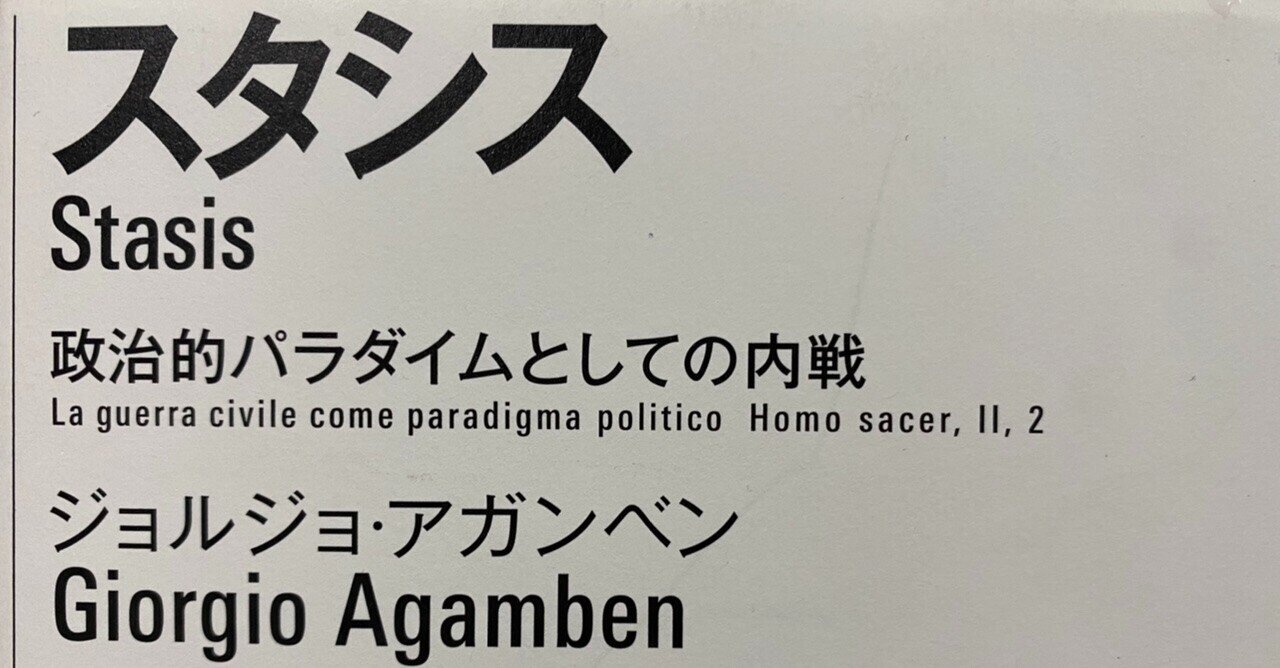 スタシス
Stasis
政治的パラダイムとしての内戦
La guerra civile come paradigma politico Homo sacer, II, 2
ジョルジョ·アガンベン
Giorgio Agamben